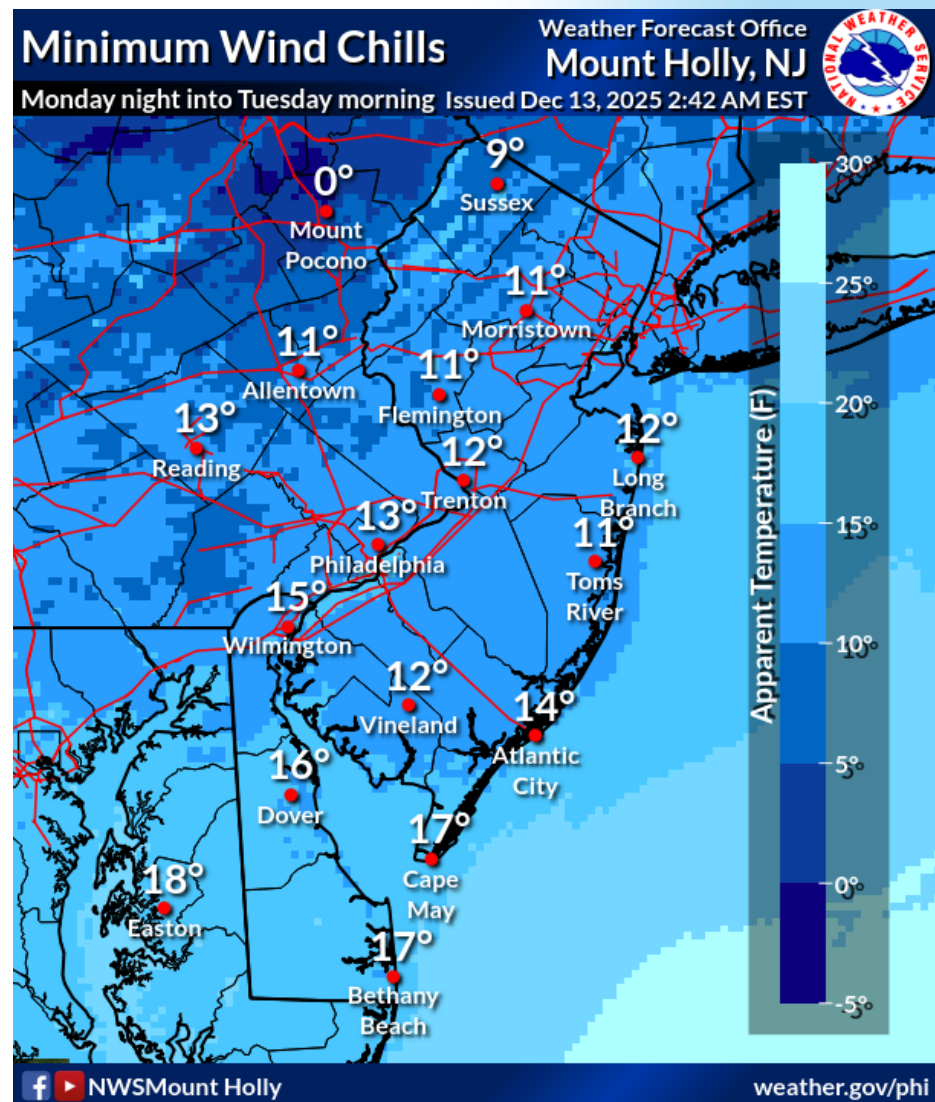 Minimum Wind Chills
Weather Forecast Office
Mount Holly, NJ
Monday night into Tuesday morning
Issued Dec 13, 2025 2:42 AM EST
NATIONAL WEATHER SERVICE
0°
Mount
Pocono
9°
Sussex
11°
Morristown
11°
Allentown
11°
Flemington
13°
Reading
12°
Trenton
12°
Long
Branch
13°
Philadelphia
11°
Toms
River
15°
Wilmington
12°
Vineland
14°
Atlantic
City
16°
Dover
17°
Cape
May
18°
Easton
17°
Bethany
Beach
Apparent Temperature (F)
30°
25°
20°
15°
10°
5°
0°
-5°
NWSMount Holly
weather.gov/phi